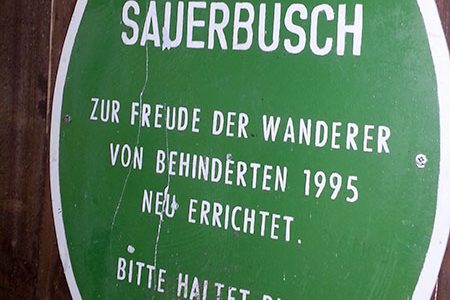 SAUERBUSCH
ZUR FREUDE DER WANDERER
VON BEHINDERTEN 1995
NEU ERRICHTET.
BITTE HALTET